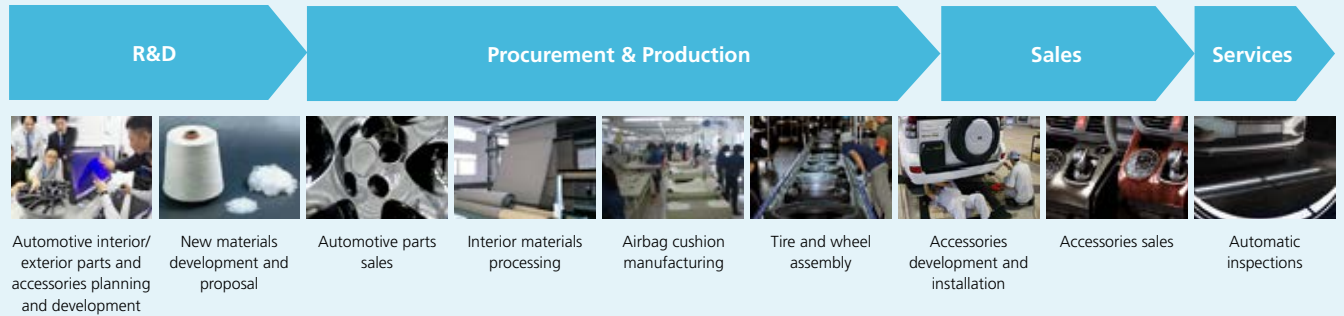 R&D
Procurement & Production
Sales
Services
Automotive interior/
exterior parts and
accessories planning
and development
New materials
development and
proposal
Automotive parts
sales
Interior materials
processing
Airbag cushion
manufacturing
Tire and wheel
assembly
Accessories
development and
installation
Accessories sales
Automatic
inspections